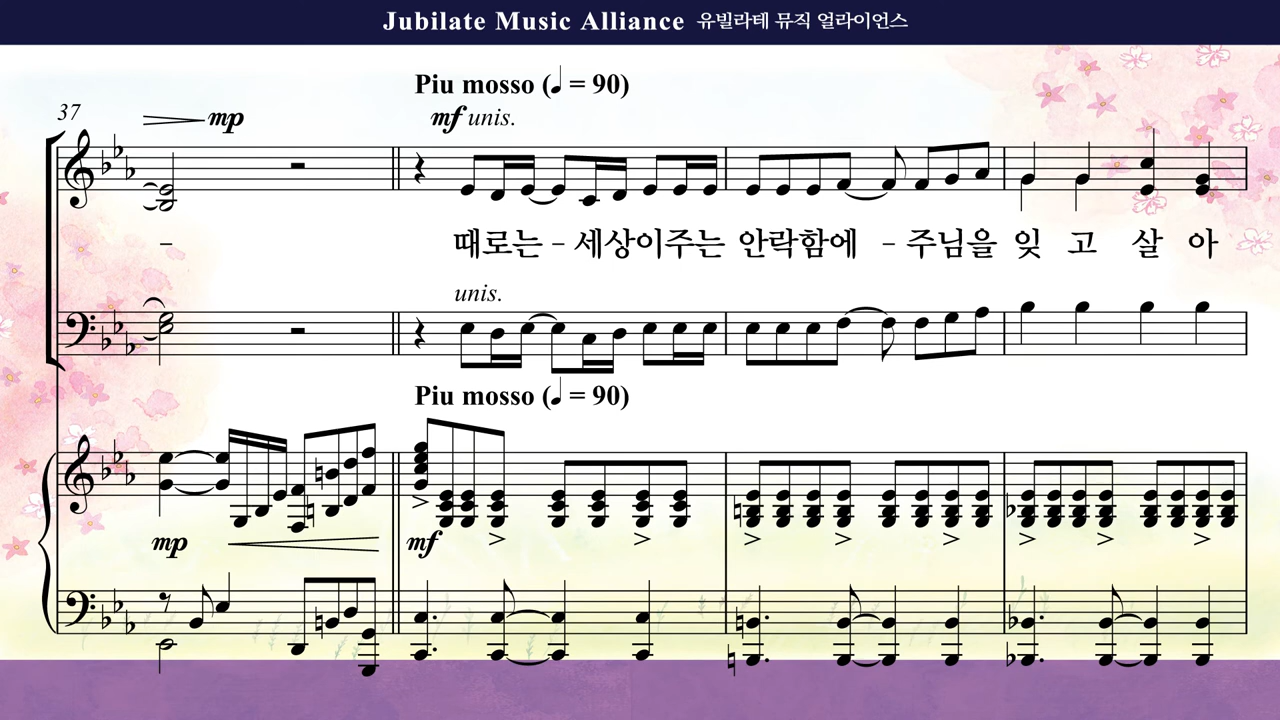 Jubilate Music Alliance 유빌라테 뮤직 얼라이언스
Piu mosso (♩ = 90)
37
mp
mf unis.
- 때로는 - 세상이주는 안락함에 - 주님을 잊 고 살 아
unis.
Piu mosso (♩ = 90)
mp mf